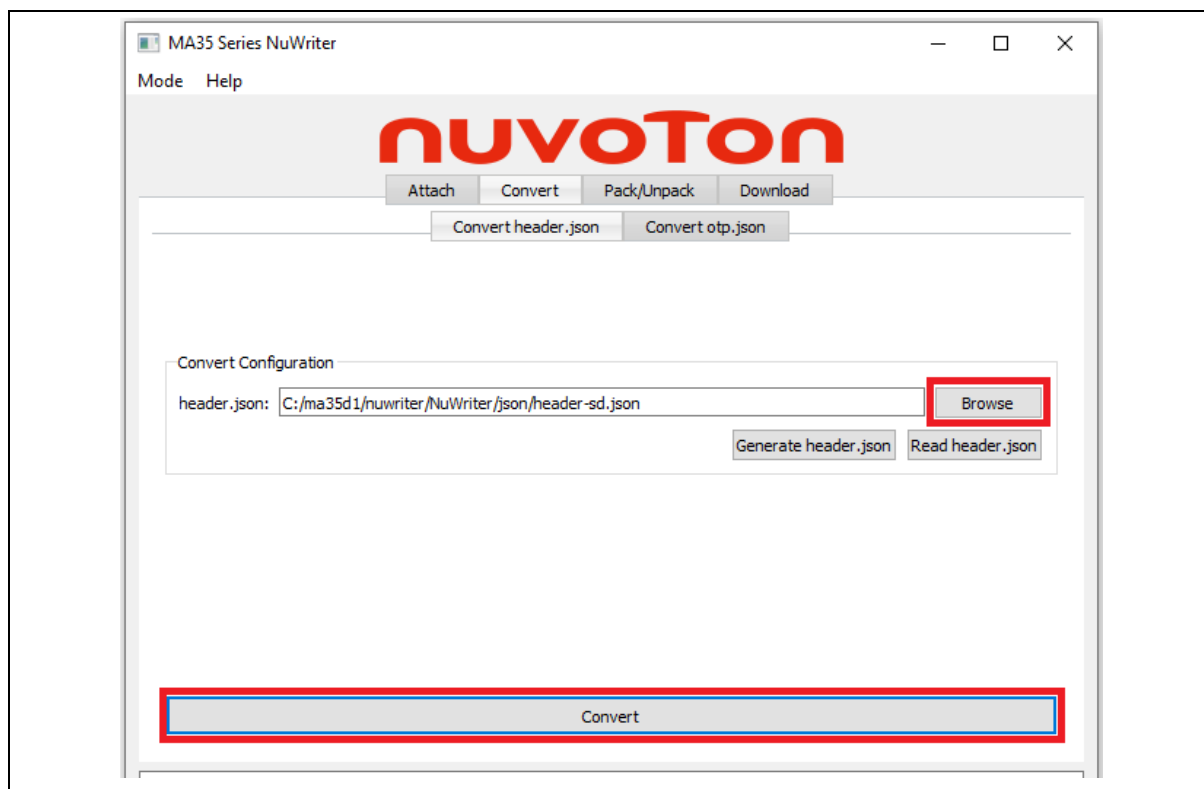 MA35 Series NuWriter
Mode Help
nuvoTon
Attach Convert Pack/Unpack Download
Convert header.json Convert otp.json
Convert Configuration
header.json: C:/ma35d1/nuwriter/NuWriter/json/header-sd.json Browse
Generate header.json Read header.json
Convert